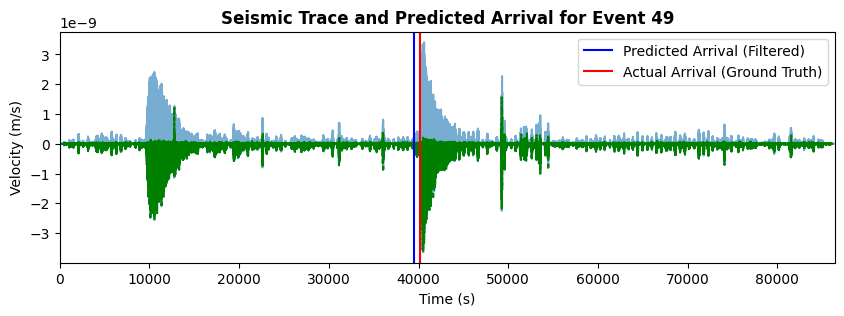 Seismic Trace and Predicted Arrival for Event 49
1e−9
Predicted Arrival (Filtered)
Actual Arrival (Ground Truth)
3
2
1
0
−1
−2
−3
Velocity (m/s)
0 10000 20000 30000 40000 50000 60000 70000 80000
Time (s)